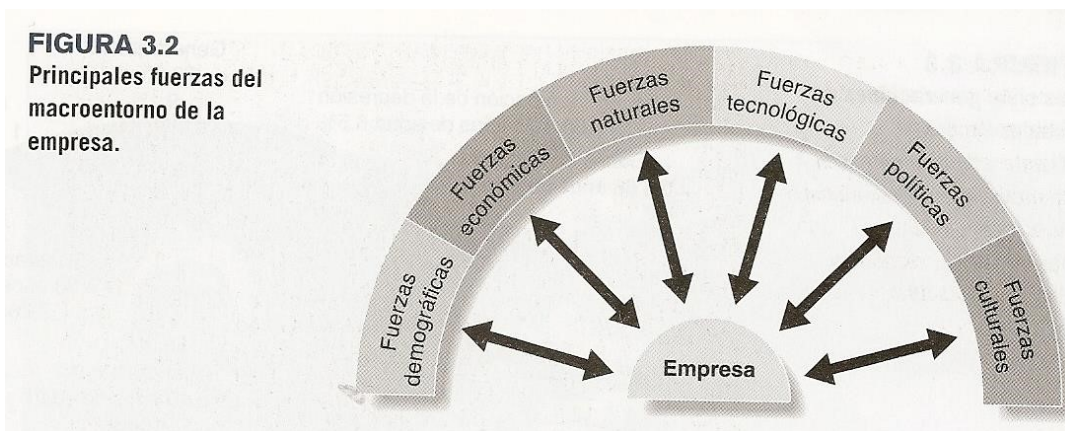 FIGURA 3.2
Principales fuerzas del
macroentorno de la
empresa.
Fuerzas
demográficas
Fuerzas
económicas
Fuerzas
naturales
Fuerzas
tecnológicas
Fuerzas
políticas
Fuerzas
culturales
Empresa